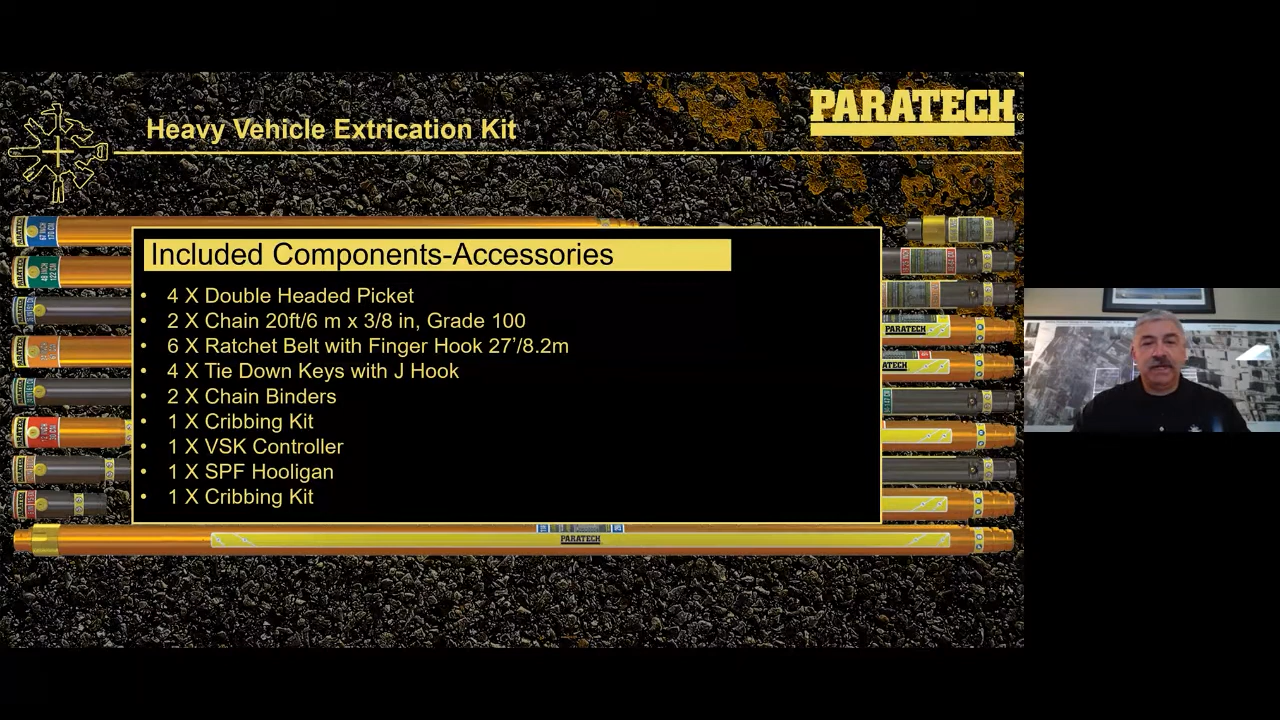 PARATECH
Heavy Vehicle Extrication Kit
Included Components-Accessories
• 4 X Double Headed Picket
• 2 X Chain 20ft/6 m x 3/8 in, Grade 100
• 6 X Ratchet Belt with Finger Hook 27’/8.2m
• 4 X Tie Down Keys with J Hook
• 2 X Chain Binders
• 1 X Cribbing Kit
• 1 X VSK Controller
• 1 X SPF Hooligan
• 1 X Cribbing Kit
PARATECH
PARATECH